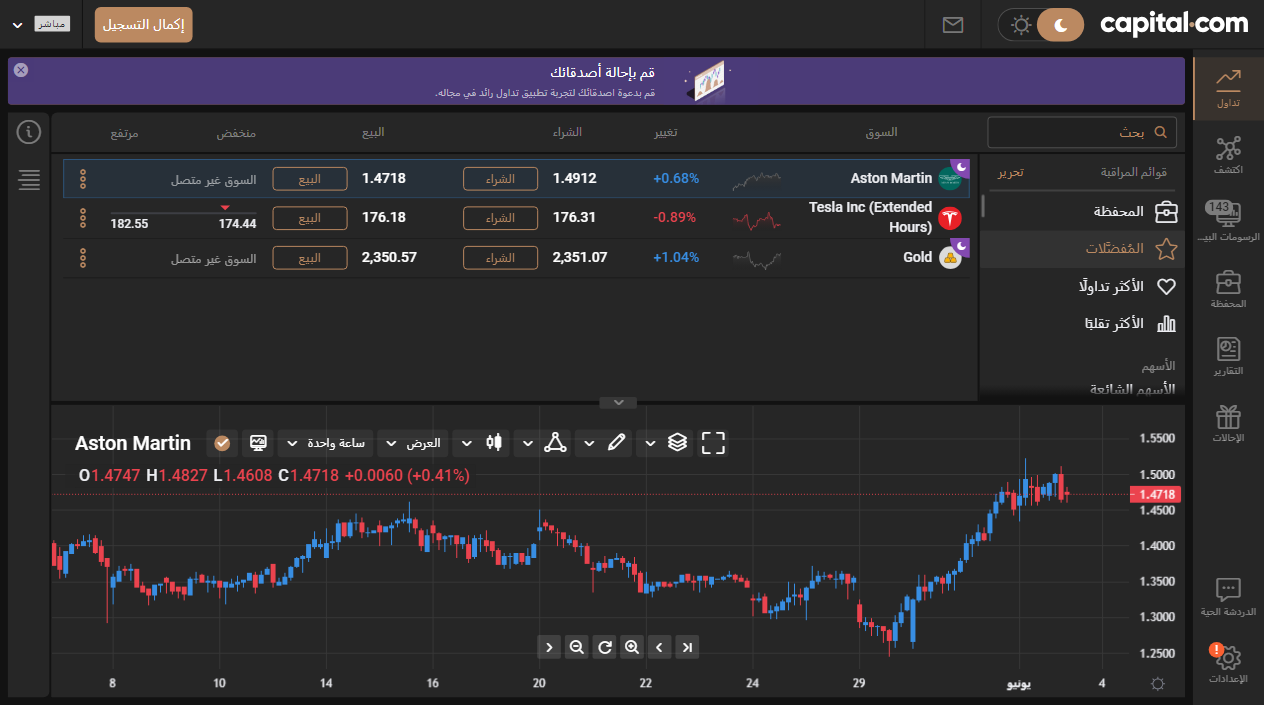 capital.com
إكمال التسجيل
مباشر
قم بإحالة أصدقائك
قم بدعوة اصدقائك لتجربة تطبيق تداول رائد في مجاله.
تداول
اكتشف
143
الرسومات البيـ...
المحفظة
التقارير
الإحالات
الدردشة الحية
!
الإعدادات
بحث
قوائم المراقبة
تحرير
المحفظة
المُفضَّلات
الأكثر تداولًا
الأكثر تقلبًا
الأسهم
الأسهم الشائعة
السوق
تغيير
الشراء
البيع
منخفض
مرتفع
Aston Martin
+0.68%
1.4912
الشراء
1.4718
البيع
السوق غير متصل
Tesla Inc (Extended
Hours)
-0.89%
176.31
الشراء
176.18
البيع
174.44
182.55
Gold
+1.04%
2,351.07
الشراء
2,350.57
البيع
السوق غير متصل
Aston Martin
ساعة واحدة
العرض
O1.4747 H1.4827 L1.4608 C1.4718 +0.0060 (+0.41%)
1.5500
1.5000
1.4718
1.4500
1.4000
1.3500
1.3000
1.2500
8
10
14
16
20
22
24
29
يونيو
4